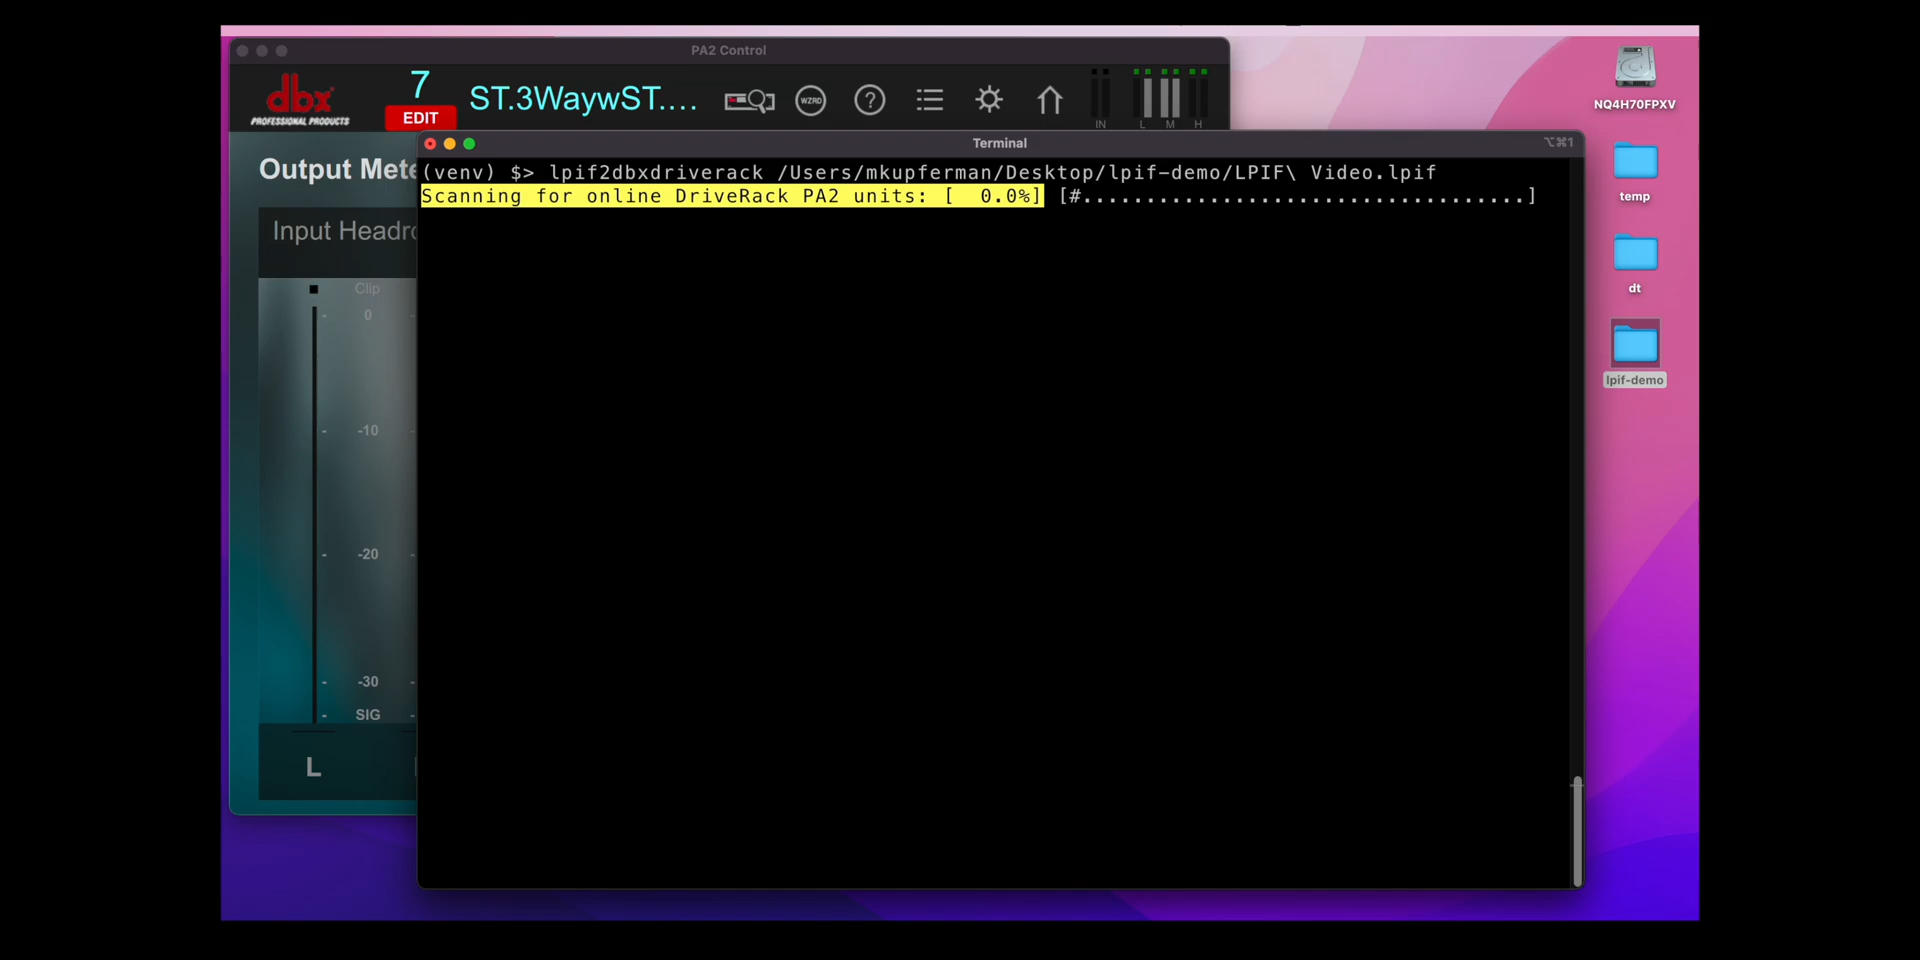 PA2 Control
dbx
PROFESSIONAL PRODUCTS
7
EDIT
ST.3WaywST....
WZRD
?
IN
L
M
H
NQ4H70FPXV
temp
dt
lpif-demo
Terminal
⌥⌘1
(venv) $> lpif2dbxdriverack /Users/mkupferman/Desktop/lpif-demo/LPIF\ Video.lpif
Scanning for online DriveRack PA2 units: [  0.0%] [#...................................]
Output Mete
Input Headro
Clip
0
-10
-20
-30
SIG
L